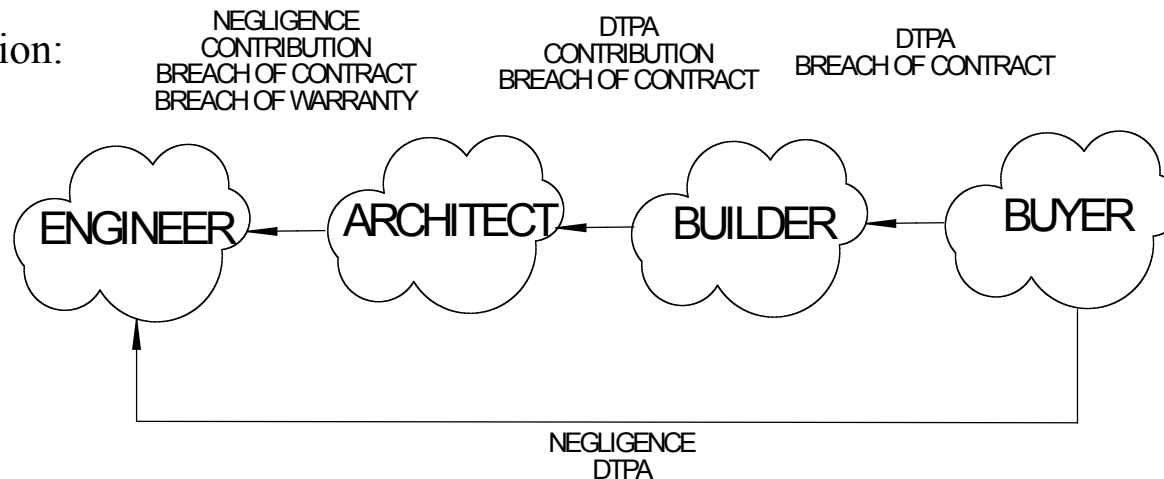 ion:
NEGLIGENCE
CONTRIBUTION
BREACH OF CONTRACT
BREACH OF WARRANTY
DTPA
CONTRIBUTION
BREACH OF CONTRACT
DTPA
BREACH OF CONTRACT
ENGINEER
ARCHITECT
BUILDER
BUYER
NEGLIGENCE
DTPA